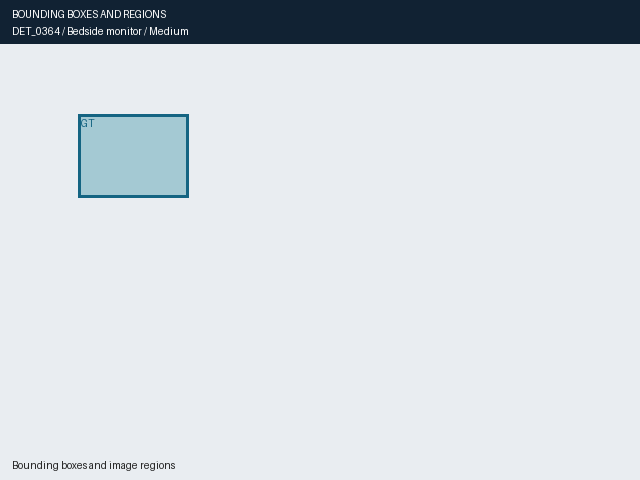 BOUNDING BOXES AND REGIONS
DET_0364 / Bedside monitor / Medium
GT
Bounding boxes and image regions